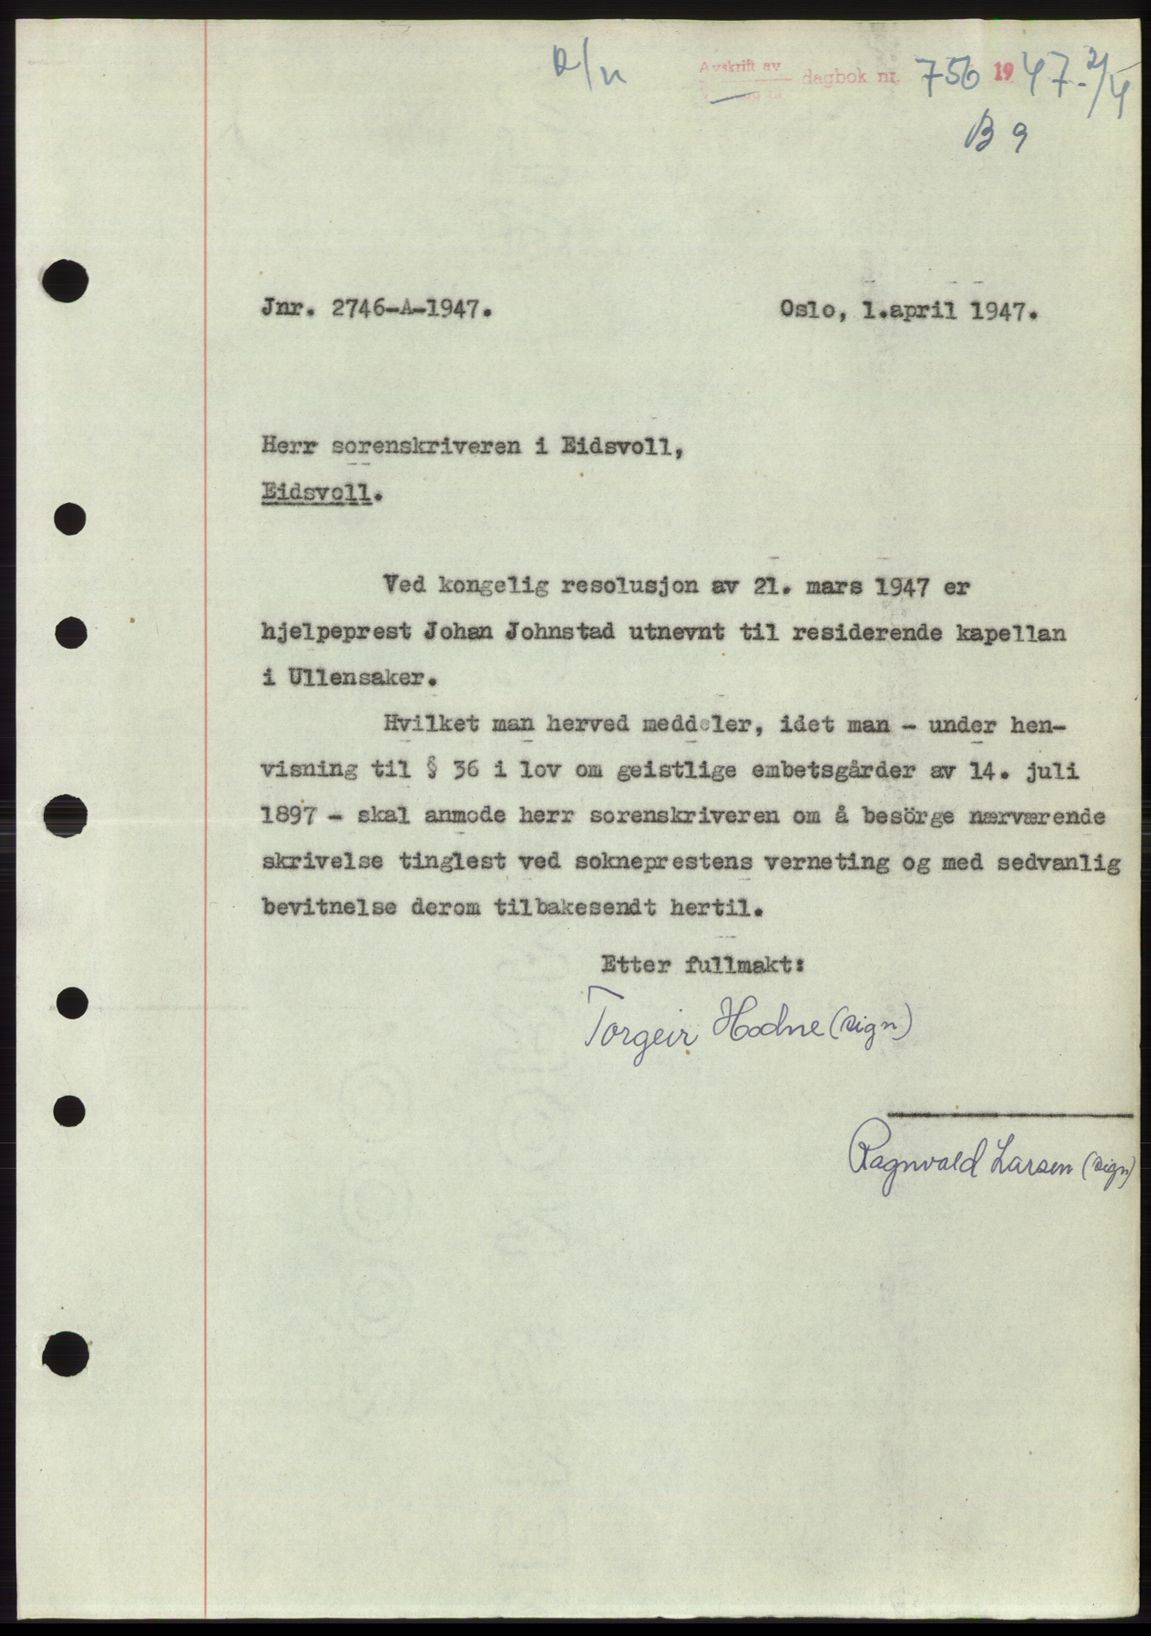 Avskrift av
dagbok nr. 756 1947-2/4
B 9
Jnr. 2746-A-1947.
Oslo, 1.april 1947.
Herr sorenskriveren i Eidsvoll,
Eidsvoll.
Ved kongelig resolusjon av 21. mars 1947 er
hjelpeprest Johan Johnstad utnevnt til residerende kapellan
i Ullensaker.
Hvilket man herved meddeler, idet man - under hen-
visning til § 36 i lov om geistlige embetsgårder av 14. juli
1897 - skal anmode herr sorenskriveren om å besörge nærværende
skrivelse tinglest ved sokneprestens verneting og med sedvanlig
bevitnelse derom tilbakesendt hertil.
Etter fullmakt:
Torgeir Hodne (sign)
Ragnvald Larsen (sign)